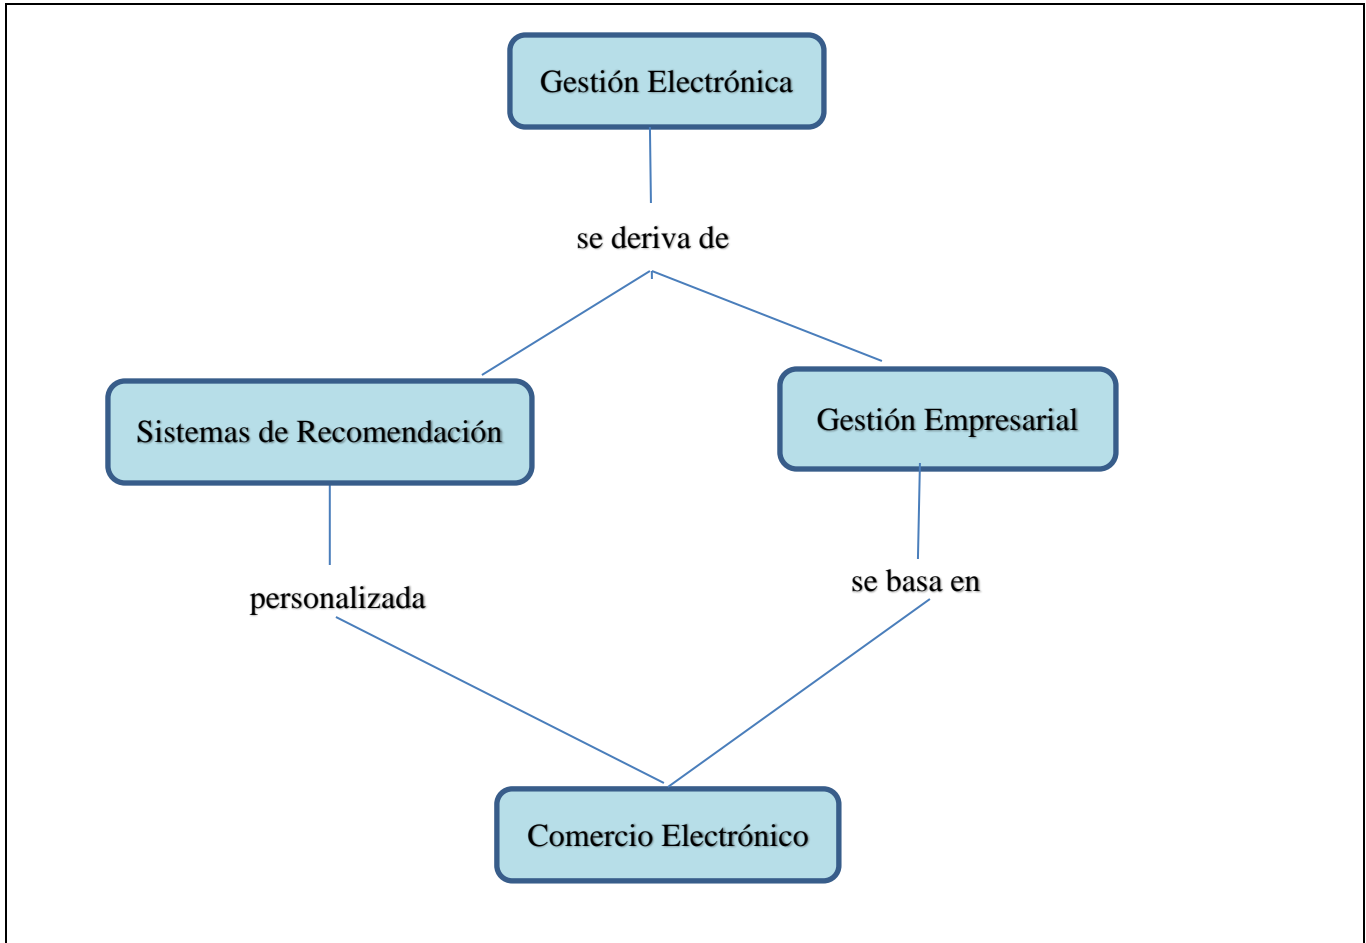 Gestión Electrónica
se deriva de
Sistemas de Recomendación
Gestión Empresarial
personalizada
se basa en
Comercio Electrónico